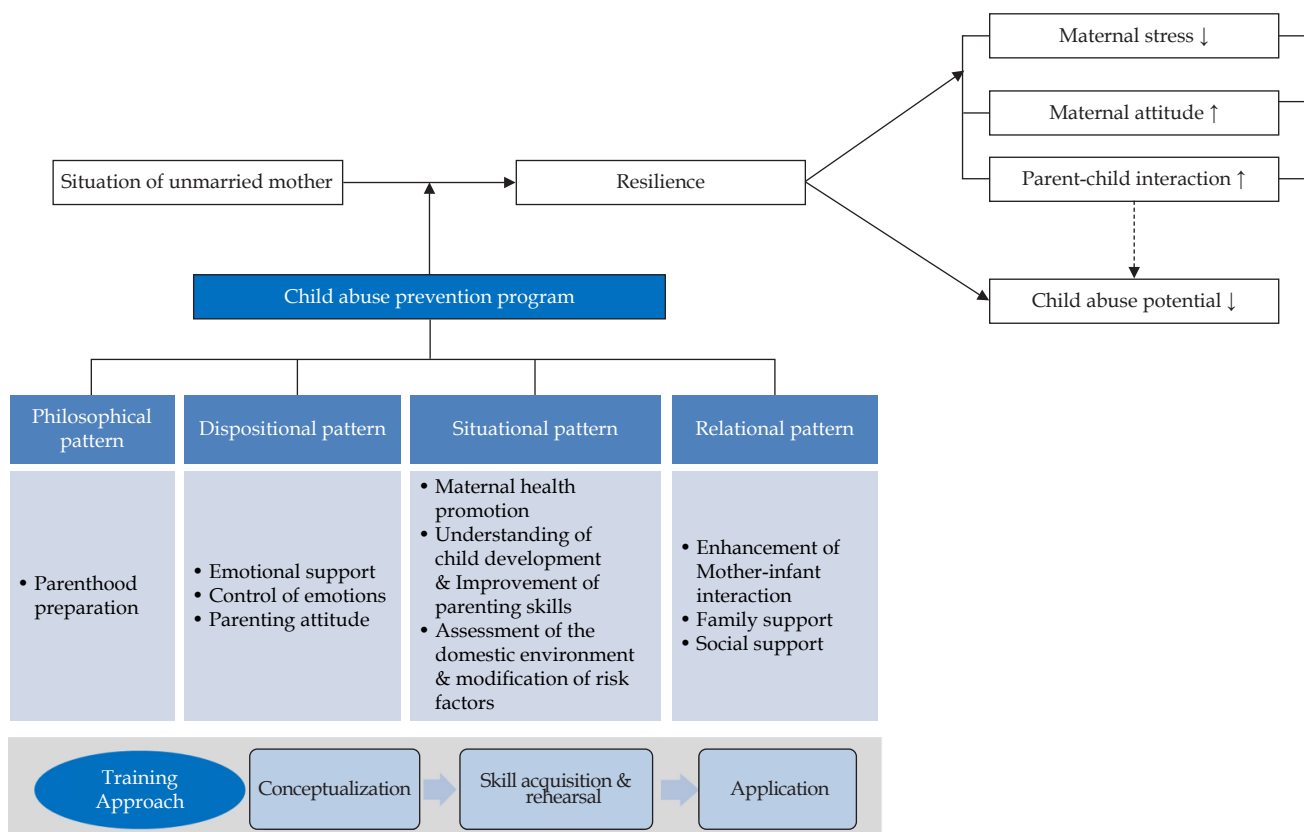 Maternal stress ↓
Maternal attitude ↑
Situation of unmarried mother
Resilience
Parent-child interaction ↑
Child abuse prevention program
Child abuse potential ↓
Philosophical
pattern
Dispositional pattern
Situational pattern
Relational pattern
• Parenthood
preparation
• Emotional support
• Control of emotions
• Parenting attitude
• Maternal health
promotion
• Understanding of
child development
& Improvement of
parenting skills
• Assessment of the
domestic environment
& modification of risk
factors
• Enhancement of
Mother-infant
interaction
• Family support
• Social support
Training
Approach
Conceptualization
Skill acquisition &
rehearsal
Application